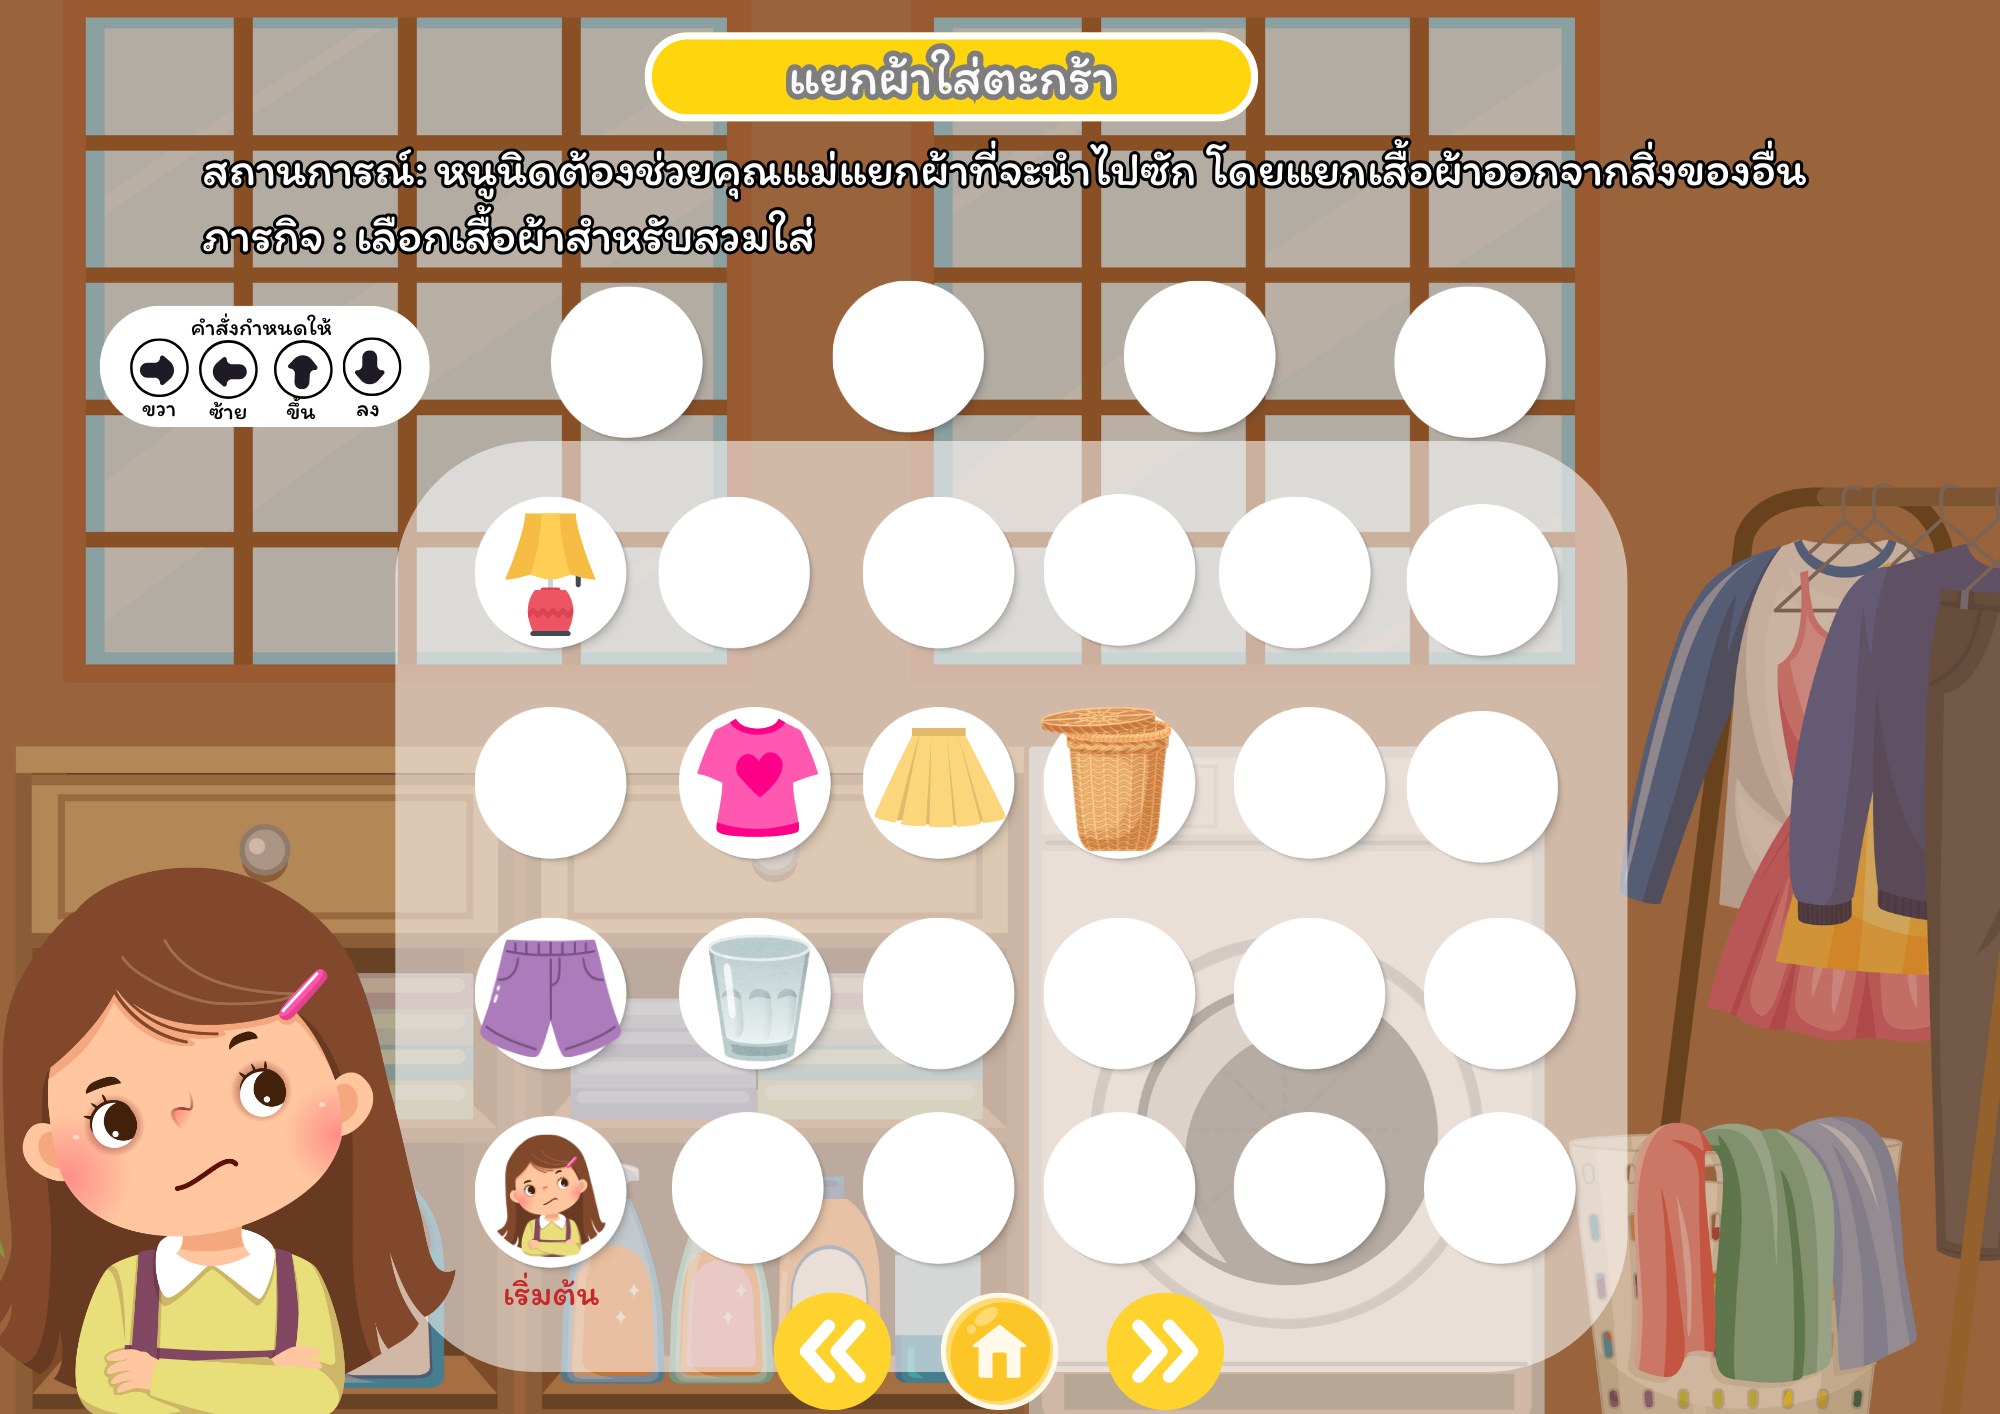 แยกผ้าใส่ตะกร้า
สถานการณ์: หนูนิดต้องช่วยคุณแม่แยกผ้าที่จะนำไปซัก โดยแยกเสื้อผ้าออกจากสิ่งของอื่น
ภารกิจ : เลือกเสื้อผ้าสำหรับสวมใส่
คำสั่งกำหนดให้
ขวา ซ้าย ขึ้น ลง
เริ่มต้น